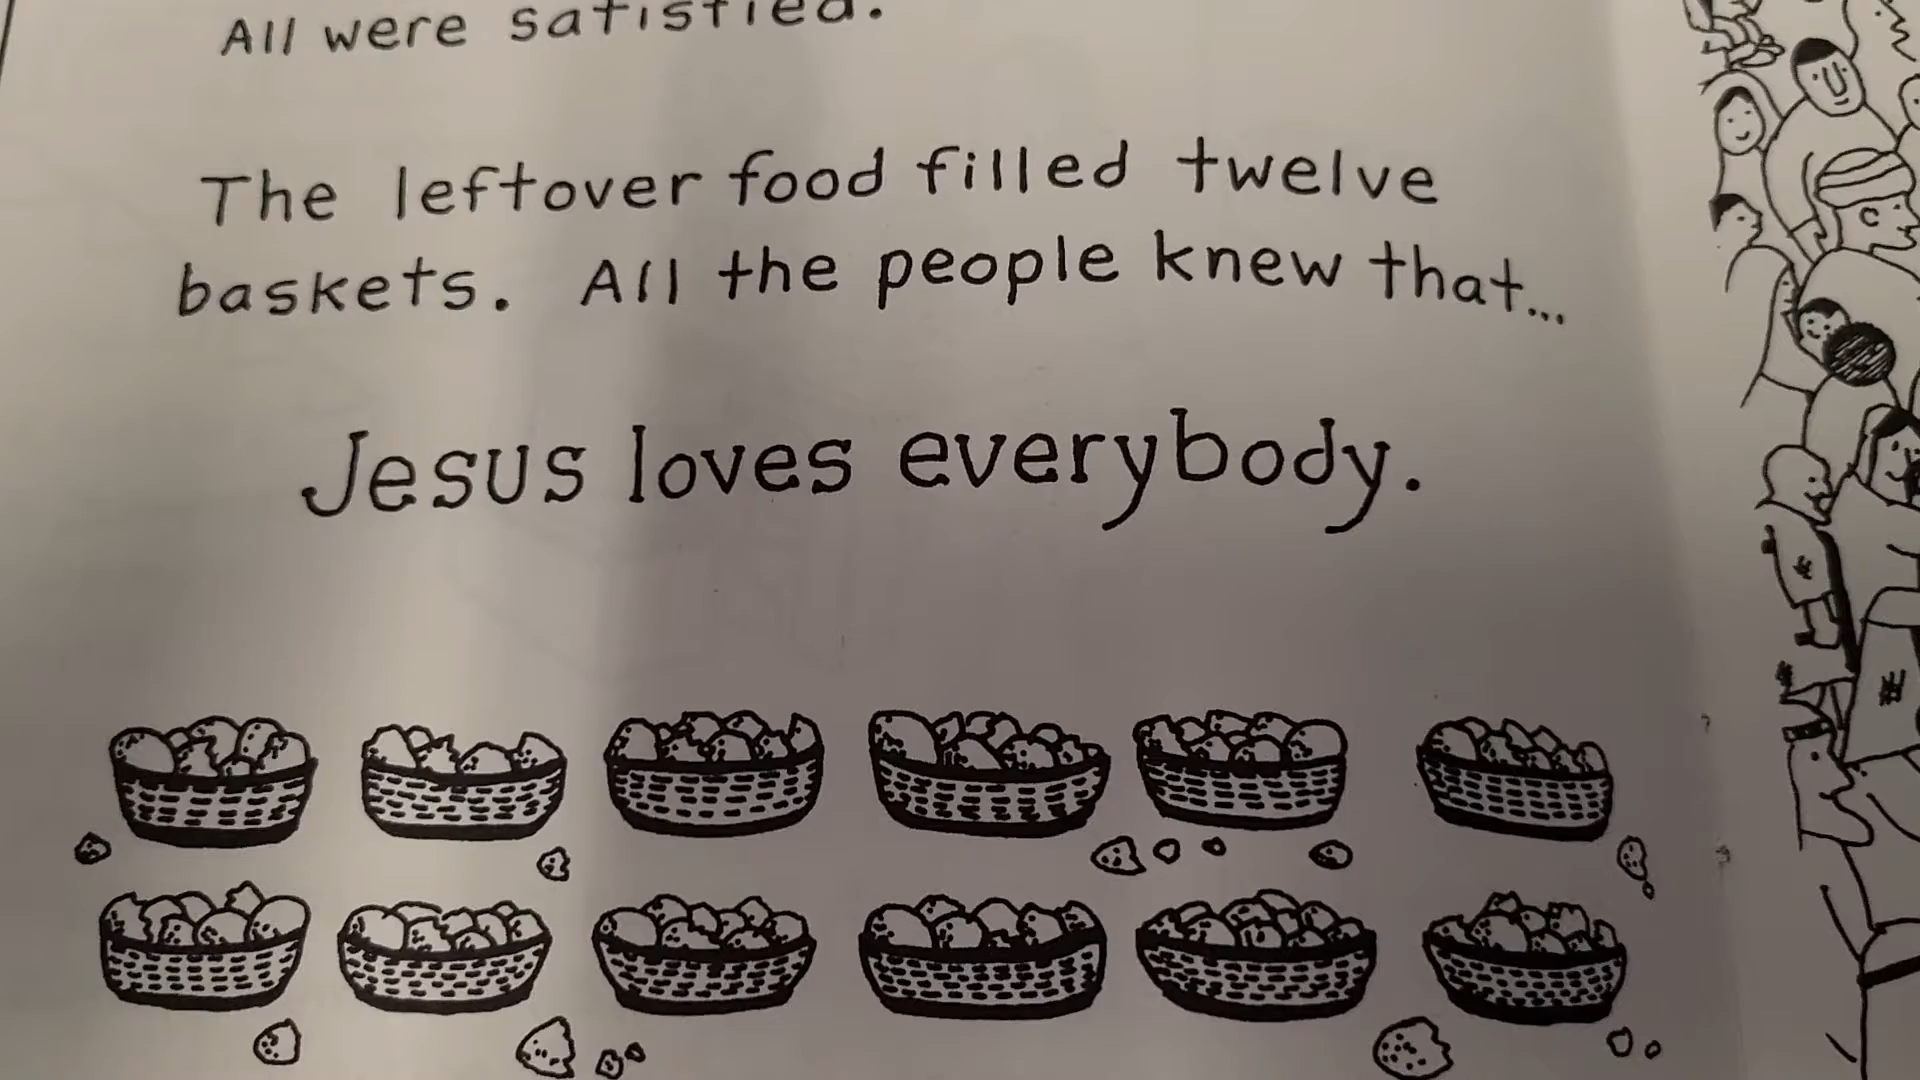 All were satisfied.
The leftover food filled twelve
baskets. All the people knew that...
Jesus loves everybody.